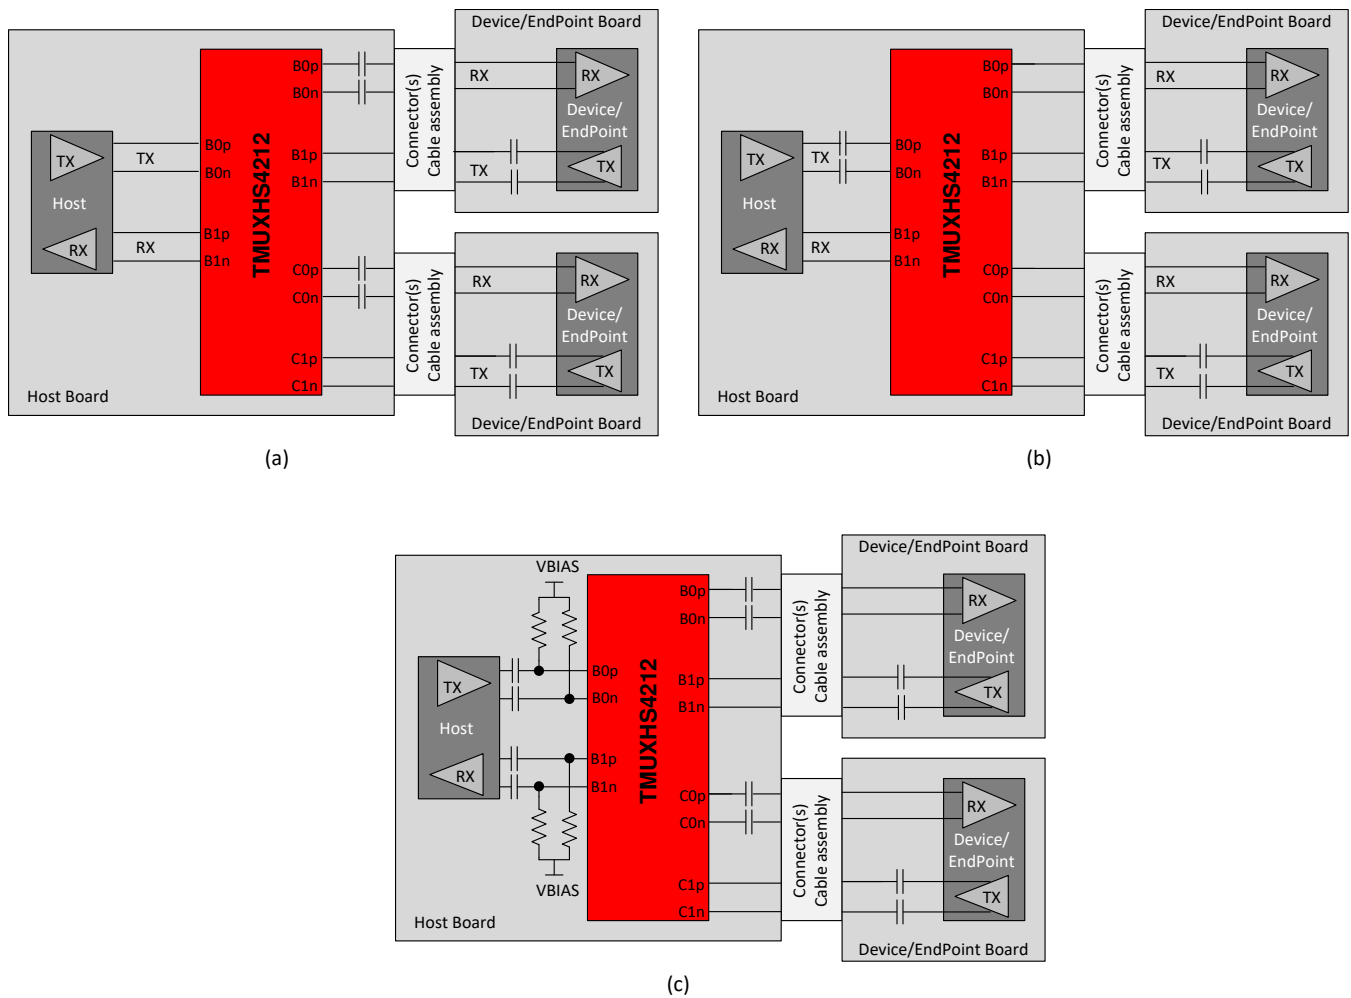 Device/EndPoint Board
B0p
B0n
RX
RX
Connector(s)
Cable assembly
Device/
EndPoint
TX
TX
B0p
B0n
B1p
B1n
TX
TX
Host
RX
RX
B1p
B1n
TMUXHS4212
C0p
C0n
RX
RX
Connector(s)
Cable assembly
Device/
EndPoint
C1p
C1n
TX
TX
Host Board
Device/EndPoint Board
(a)
Device/EndPoint Board
B0p
B0n
RX
RX
Connector(s)
Cable assembly
Device/
EndPoint
TX
TX
B0p
B0n
B1p
B1n
TX
TX
Host
RX
RX
B1p
B1n
TMUXHS4212
C0p
C0n
RX
RX
Connector(s)
Cable assembly
Device/
EndPoint
C1p
C1n
TX
TX
Host Board
Device/EndPoint Board
(b)
Device/EndPoint Board
VBIAS
B0p
B0n
Connector(s)
Cable assembly
RX
Device/
EndPoint
TX
B0p
B0n
B1p
B1n
TX
Host
RX
B1p
B1n
TMUXHS4212
VBIAS
C0p
C0n
Connector(s)
Cable assembly
RX
Device/
EndPoint
C1p
C1n
TX
Host Board
Device/EndPoint Board
(c)